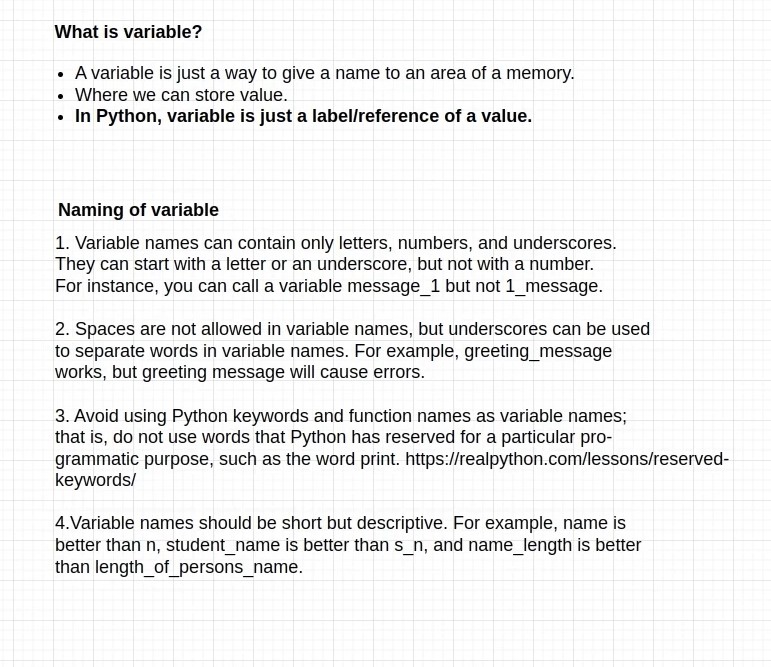 What is variable?
• A variable is just a way to give a name to an area of a memory.
• Where we can store value.
• In Python, variable is just a label/reference of a value.
Naming of variable
1. Variable names can contain only letters, numbers, and underscores.
They can start with a letter or an underscore, but not with a number.
For instance, you can call a variable message_1 but not 1_message.
2. Spaces are not allowed in variable names, but underscores can be used
to separate words in variable names. For example, greeting_message
works, but greeting message will cause errors.
3. Avoid using Python keywords and function names as variable names;
that is, do not use words that Python has reserved for a particular pro-
grammatic purpose, such as the word print. https://realpython.com/lessons/reserved-
keywords/
4.Variable names should be short but descriptive. For example, name is
better than n, student_name is better than s_n, and name_length is better
than length_of_persons_name.